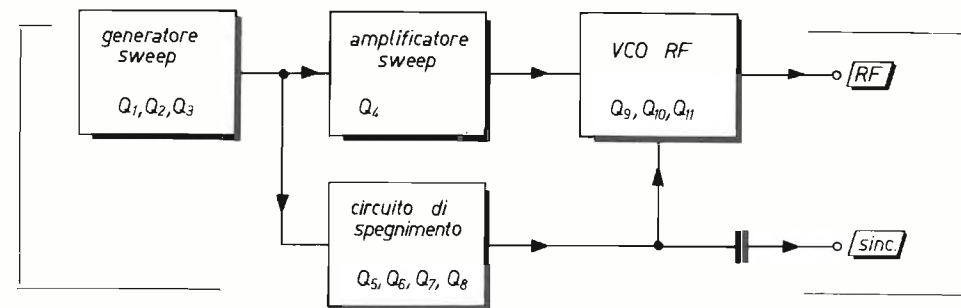 generatore
sweep
Q1, Q2, Q3
amplificatore
sweep
Q4
VCO RF
Q9, Q10, Q11
RF
circuito di
spegnimento
Q5, Q6, Q7, Q8
sinc.